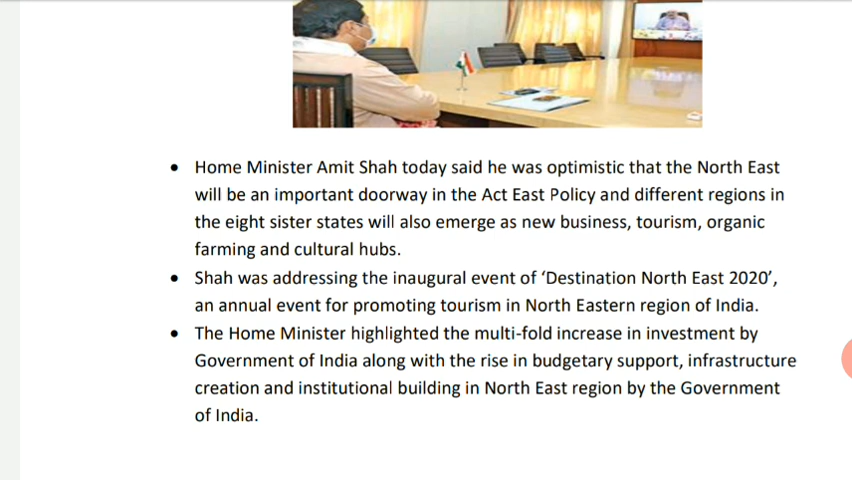 • Home Minister Amit Shah today said he was optimistic that the North East
will be an important doorway in the Act East Policy and different regions in
the eight sister states will also emerge as new business, tourism, organic
farming and cultural hubs.
• Shah was addressing the inaugural event of ‘Destination North East 2020’,
an annual event for promoting tourism in North Eastern region of India.
• The Home Minister highlighted the multi-fold increase in investment by
Government of India along with the rise in budgetary support, infrastructure
creation and institutional building in North East region by the Government
of India.